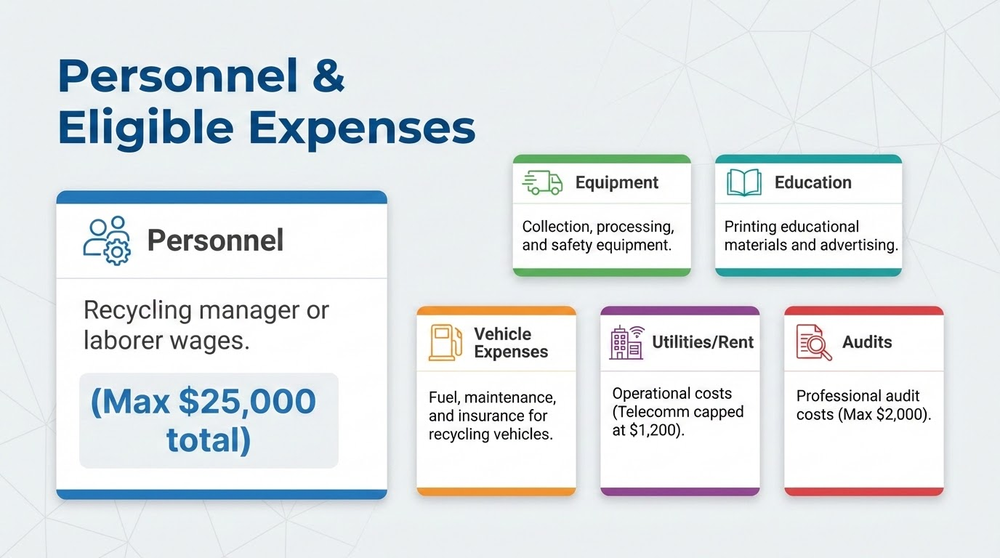 Personnel &
Eligible Expenses
Personnel
Recycling manager or
laborer wages.
(Max $25,000
total)
Equipment
Collection, processing,
and safety equipment.
Education
Printing educational
materials and advertising.
Vehicle
Expenses
Fuel, maintenance,
and insurance for
recycling vehicles.
Utilities/Rent
Operational costs
(Telecomm capped
at $1,200).
Audits
Professional audit
costs (Max $2,000).